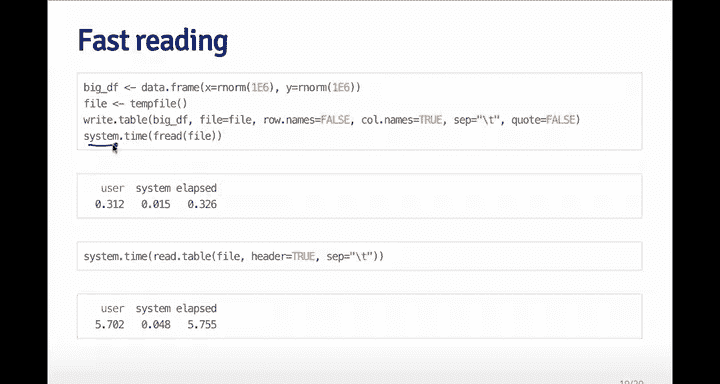 Fast reading
big_df <- data.frame(x=rnorm(1E6), y=rnorm(1E6))
file <- tempfile()
write.table(big_df, file=file, row.names=FALSE, col.names=TRUE, sep="\t", quote=FALSE)
system.time(fread(file))
user system elapsed
0.312 0.015 0.326
system.time(read.table(file, header=TRUE, sep="\t"))
user system elapsed
5.702 0.048 5.755